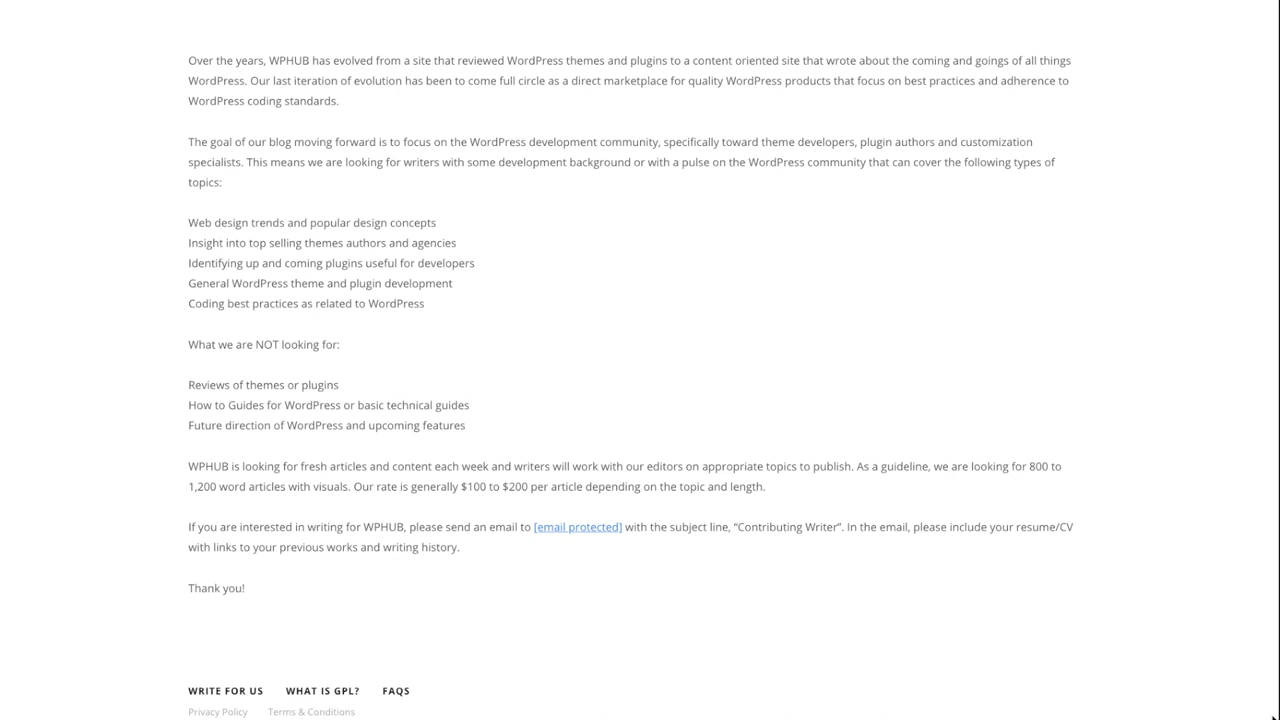 Over the years, WPHUB has evolved from a site that reviewed WordPress themes and plugins to a content oriented site that wrote about the coming and goings of all things
WordPress. Our last iteration of evolution has been to come full circle as a direct marketplace for quality WordPress products that focus on best practices and adherence to
WordPress coding standards.
The goal of our blog moving forward is to focus on the WordPress development community, specifically toward theme developers, plugin authors and customization
specialists. This means we are looking for writers with some development background or with a pulse on the WordPress community that can cover the following types of
topics:
Web design trends and popular design concepts
Insight into top selling themes authors and agencies
Identifying up and coming plugins useful for developers
General WordPress theme and plugin development
Coding best practices as related to WordPress
What we are NOT looking for:
Reviews of themes or plugins
How to Guides for WordPress or basic technical guides
Future direction of WordPress and upcoming features
WPHUB is looking for fresh articles and content each week and writers will work with our editors on appropriate topics to publish. As a guideline, we are looking for 800 to
1,200 word articles with visuals. Our rate is generally $100 to $200 per article depending on the topic and length.
If you are interested in writing for WPHUB, please send an email to [email protected] with the subject line, “Contributing Writer”. In the email, please include your resume/CV
with links to your previous works and writing history.
Thank you!
WRITE FOR US WHAT IS GPL? FAQS
Privacy Policy Terms & Conditions